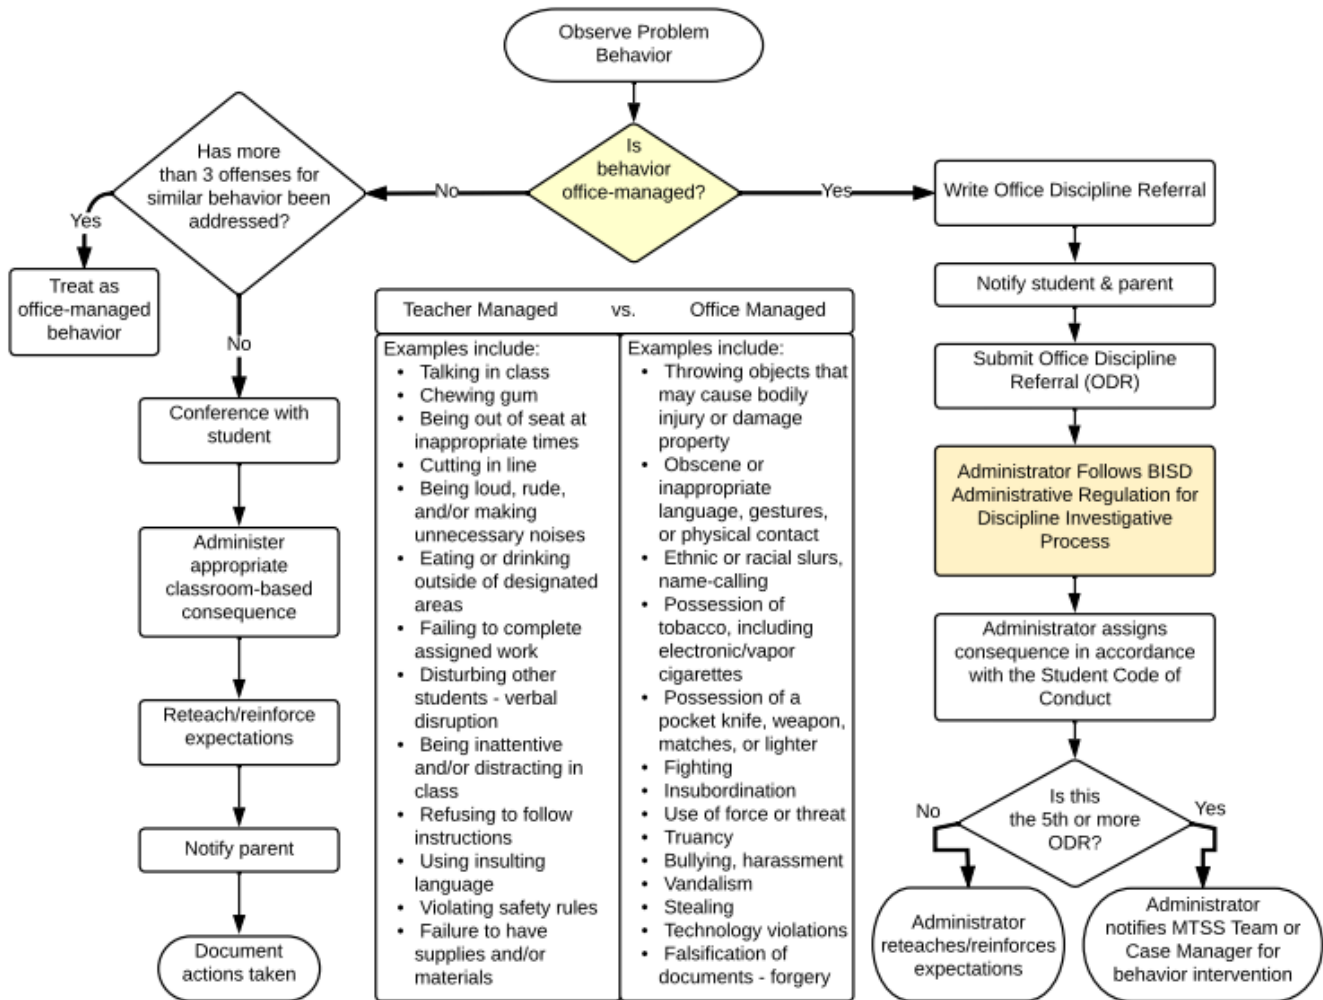 Observe Problem
Behavior
Is
behavior
office-managed?
No
Yes
Has more
than 3 offenses for
similar behavior been
addressed?
Yes
Treat as
office-managed
behavior
No
Conference with
student
Administer
appropriate
classroom-based
consequence
Reteach/reinforce
expectations
Notify parent
Document
actions taken
Teacher Managed vs. Office Managed
Examples include:
• Talking in class
• Chewing gum
• Being out of seat at
inappropriate times
• Cutting in line
• Being loud, rude,
and/or making
unnecessary noises
• Eating or drinking
outside of designated
areas
• Failing to complete
assigned work
• Disturbing other
students - verbal
disruption
• Being inattentive
and/or distracting in
class
• Refusing to follow
instructions
• Using insulting
language
• Violating safety rules
• Failure to have
supplies and/or
materials
Examples include:
• Throwing objects that
may cause bodily
injury or damage
property
• Obscene or
inappropriate
language, gestures,
or physical contact
• Ethnic or racial slurs,
name-calling
• Possession of
tobacco, including
electronic/vapor
cigarettes
• Possession of a
pocket knife, weapon,
matches, or lighter
• Fighting
• Insubordination
• Use of force or threat
• Truancy
• Bullying, harassment
• Vandalism
• Stealing
• Technology violations
• Falsification of
documents - forgery
Write Office Discipline Referral
Notify student & parent
Submit Office Discipline
Referral (ODR)
Administrator Follows BISD
Administrative Regulation for
Discipline Investigative
Process
Administrator assigns
consequence in accordance
with the Student Code of
Conduct
Is this
the 5th or more
ODR?
No
Yes
Administrator
reteaches/reinforces
expectations
Administrator
notifies MTSS Team or
Case Manager for
behavior intervention